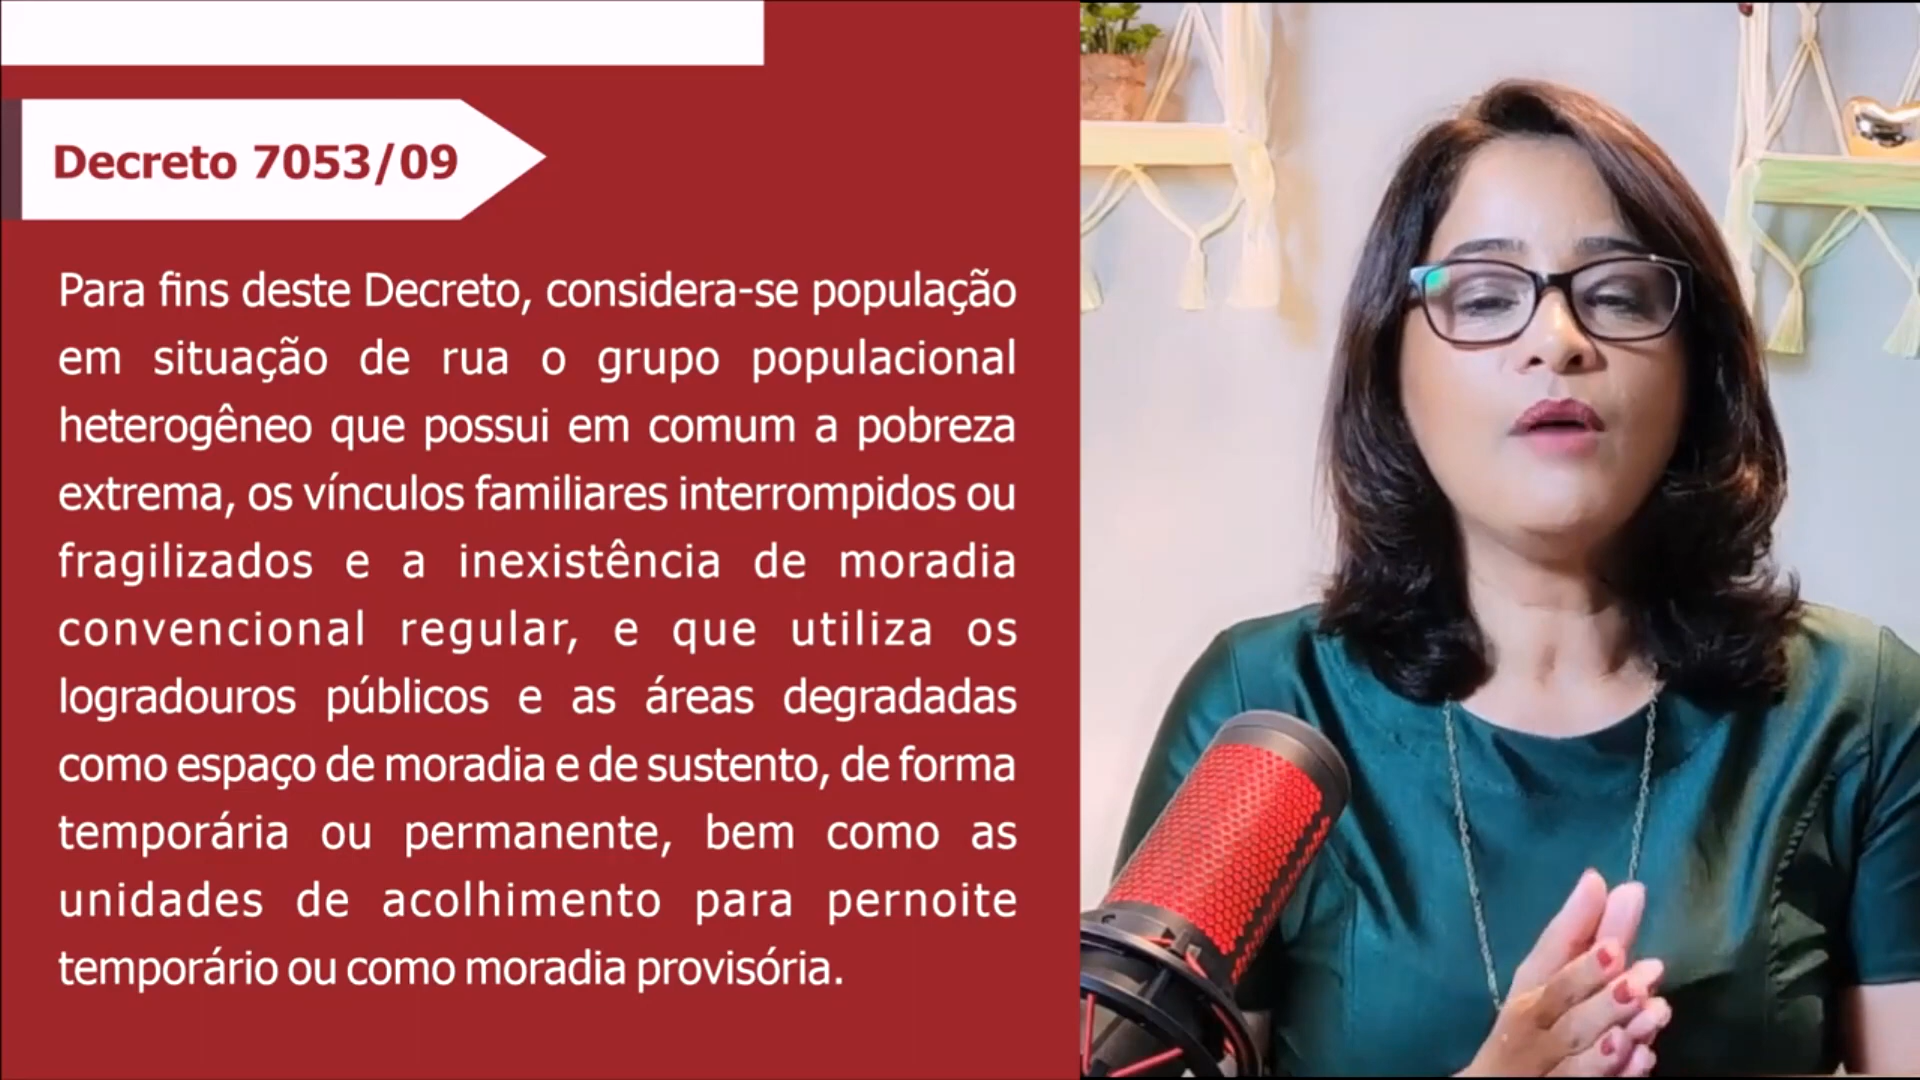 Decreto 7053/09
Para fins deste Decreto, considera-se população
em situação de rua o grupo populacional
heterogêneo que possui em comum a pobreza
extrema, os vínculos familiares interrompidos ou
fragilizados e a inexistência de moradia
convencional regular, e que utiliza os
logradouros públicos e as áreas degradadas
como espaço de moradia e de sustento, de forma
temporária ou permanente, bem como as
unidades de acolhimento para pernoite
temporário ou como moradia provisória.